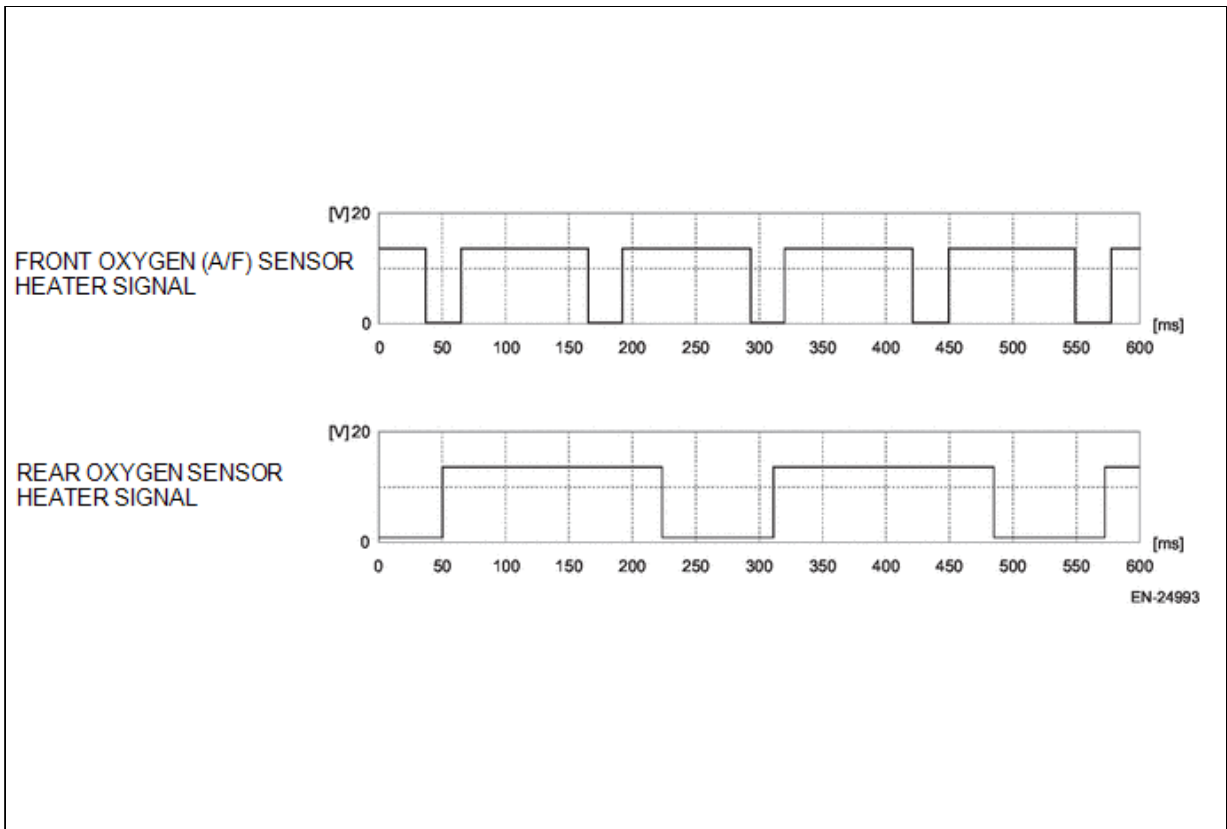 [V]20
FRONT OXYGEN (A/F) SENSOR
HEATER SIGNAL
0
[ms]
0 50 100 150 200 250 300 350 400 450 500 550 600
[V]20
REAR OXYGEN SENSOR
HEATER SIGNAL
0
[ms]
0 50 100 150 200 250 300 350 400 450 500 550 600
EN-24993